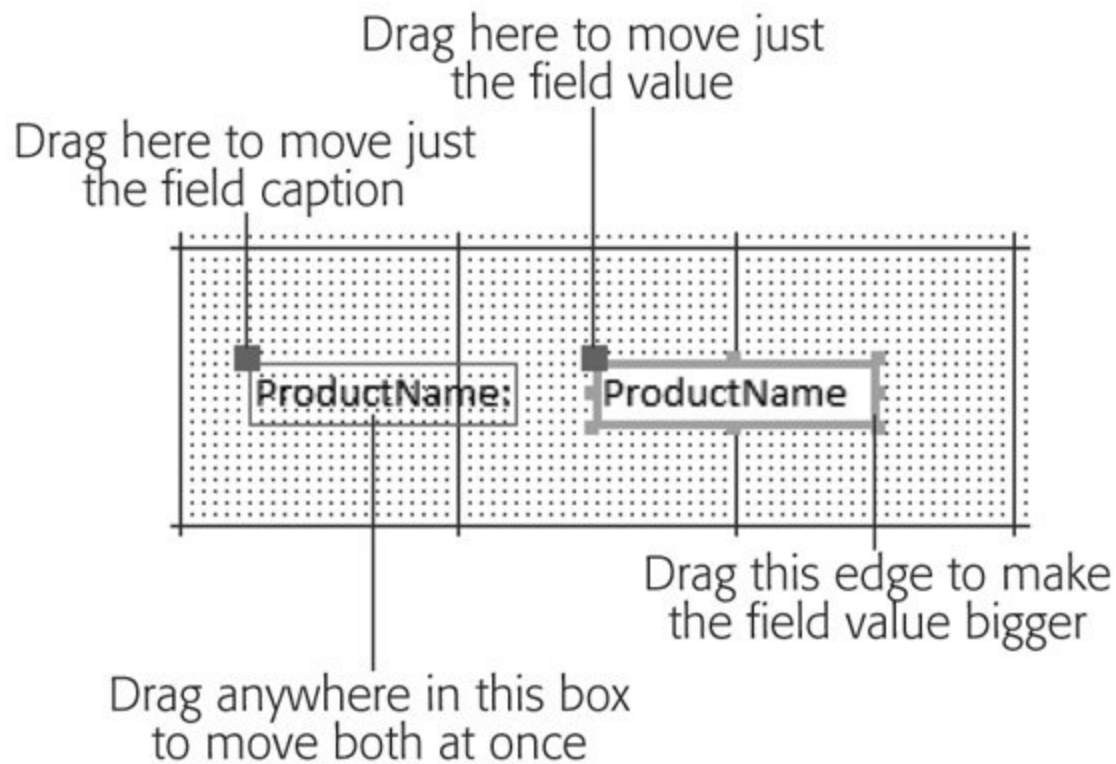 Drag here to move just
the field value
Drag here to move just
the field caption
ProductName:
ProductName
Drag this edge to make
the field value bigger
Drag anywhere in this box
to move both at once